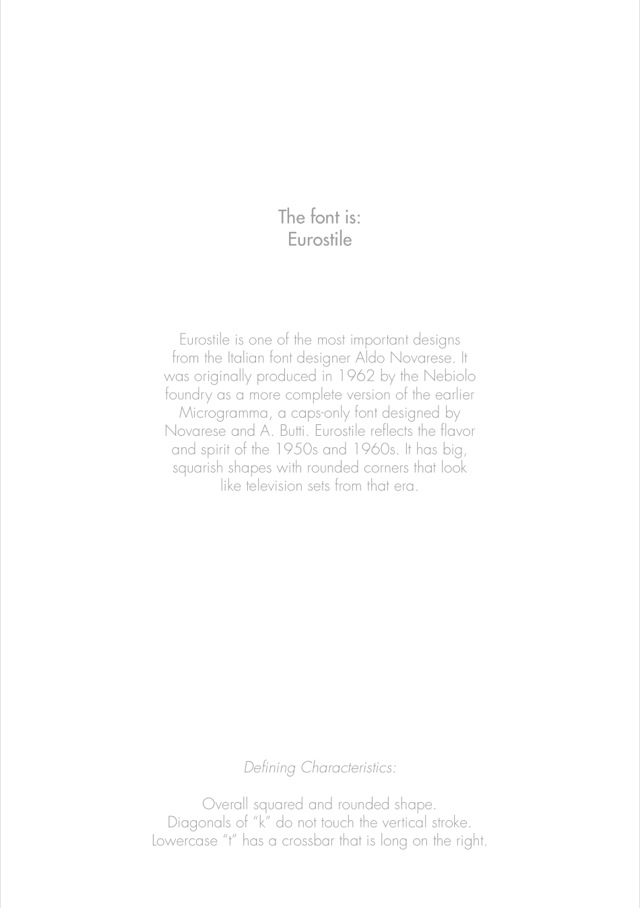 The font is:
Eurostile
Eurostile is one of the most important designs
from the Italian font designer Aldo Novarese. It
was originally produced in 1962 by the Nebiolo
foundry as a more complete version of the earlier
Microgramma, a caps-only font designed by
Novarese and A. Butti. Eurostile reflects the flavor
and spirit of the 1950s and 1960s. It has big,
squarish shapes with rounded corners that look
like television sets from that era.
Defining Characteristics:
Overall squared and rounded shape.
Diagonals of “k” do not touch the vertical stroke.
Lowercase “t” has a crossbar that is long on the right.